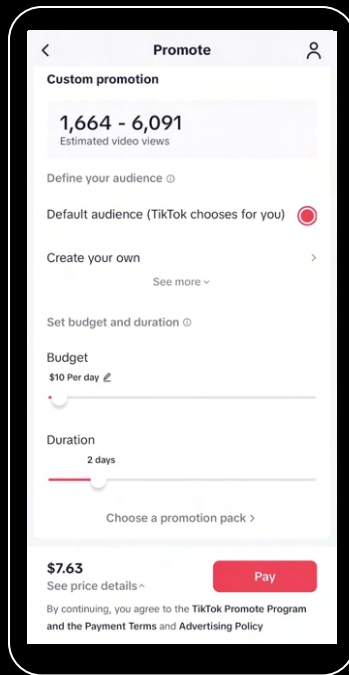 Promote
Custom promotion
1,664 - 6,091
Estimated video views
Define your audience
Default audience (TikTok chooses for you)
Create your own
See more
Set budget and duration
Budget
$10 Per day
Duration
2 days
Choose a promotion pack >
$7.63
See price details
Pay
By continuing, you agree to the TikTok Promote Program
and the Payment Terms and Advertising Policy